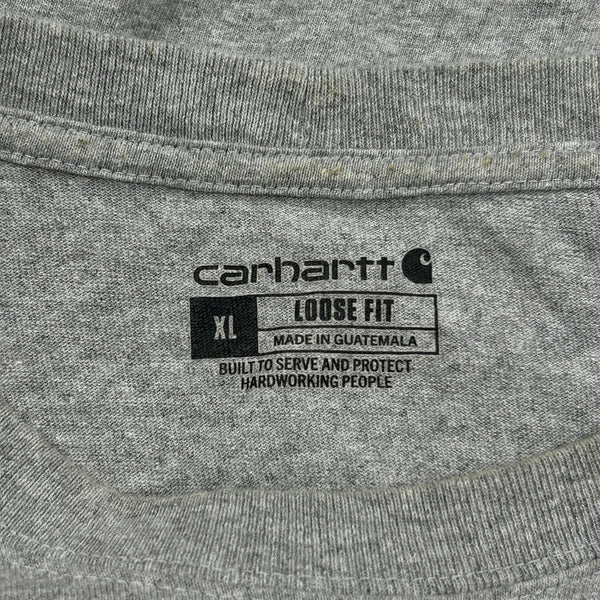 carhartt
XL LOOSE FIT
MADE IN GUATEMALA
BUILT TO SERVE AND PROTECT
HARDWORKING PEOPLE